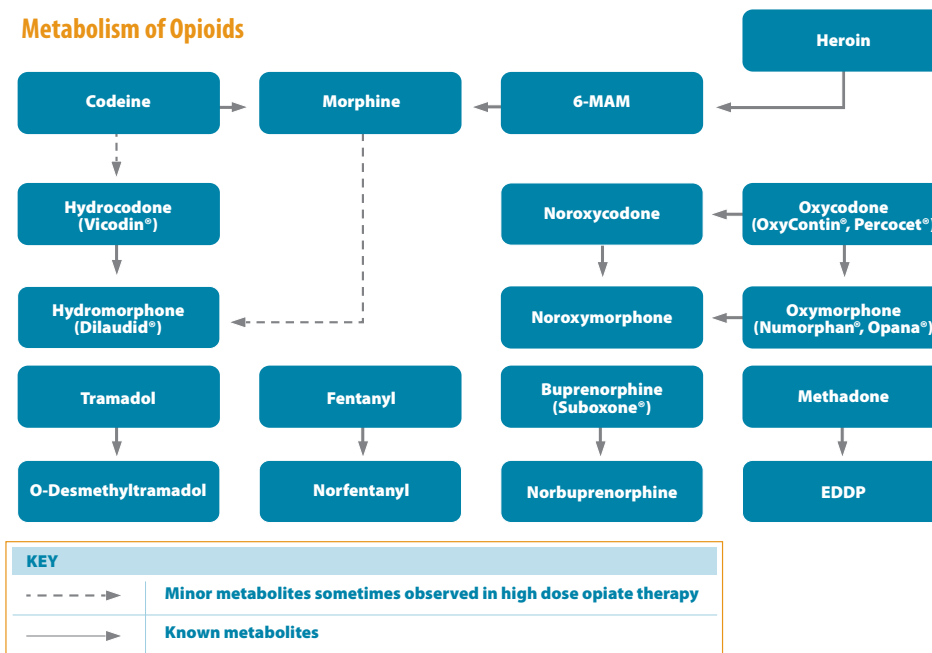 Metabolism of Opioids
Heroin
Codeine
Morphine
6-MAM
Hydrocodone
(Vicodin®)
Noroxycodone
Oxycodone
(OxyContin®, Percocet®)
Hydromorphone
(Dilaudid®)
Noroxymorphone
Oxymorphone
(Numorphan®, Opana®)
Tramadol
Fentanyl
Buprenorphine
(Suboxone®)
Methadone
O-Desmethyltramadol
Norfentanyl
Norbuprenorphine
EDDP
KEY
Minor metabolites sometimes observed in high dose opiate therapy
Known metabolites